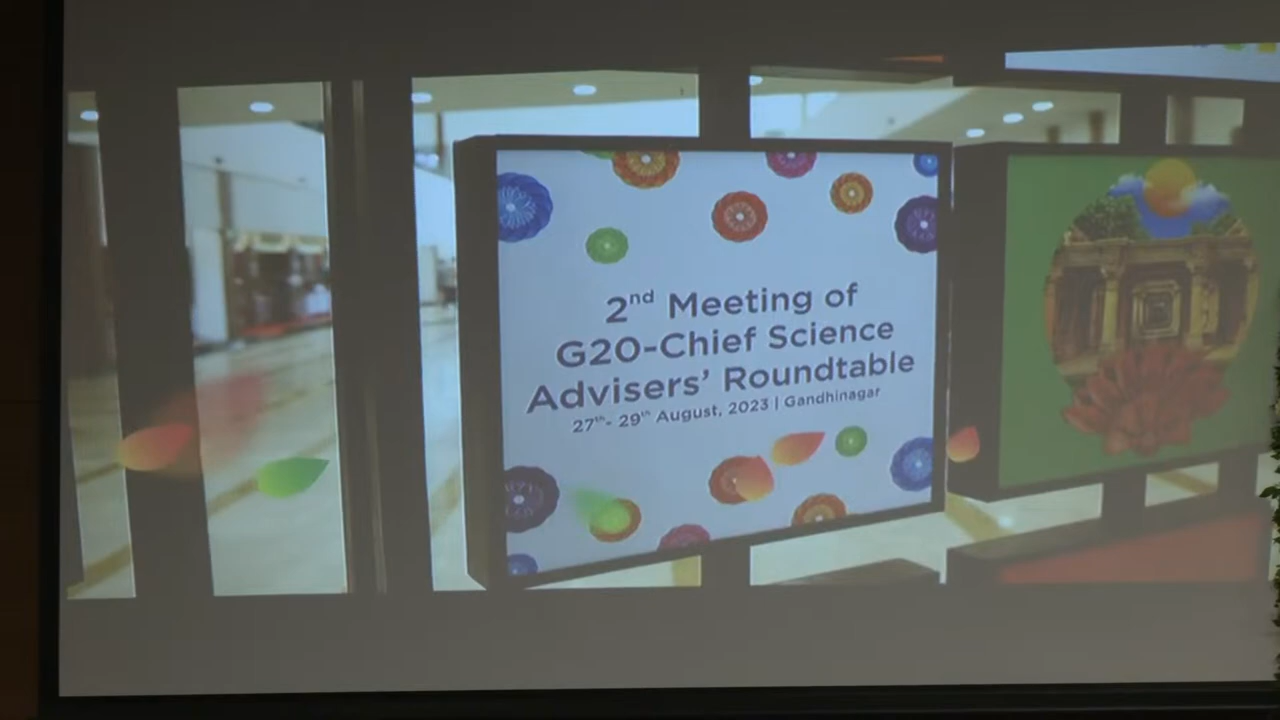 2nd Meeting of
G20-Chief Science
Advisers' Roundtable
27th- 29th August, 2023 | Gandhinagar